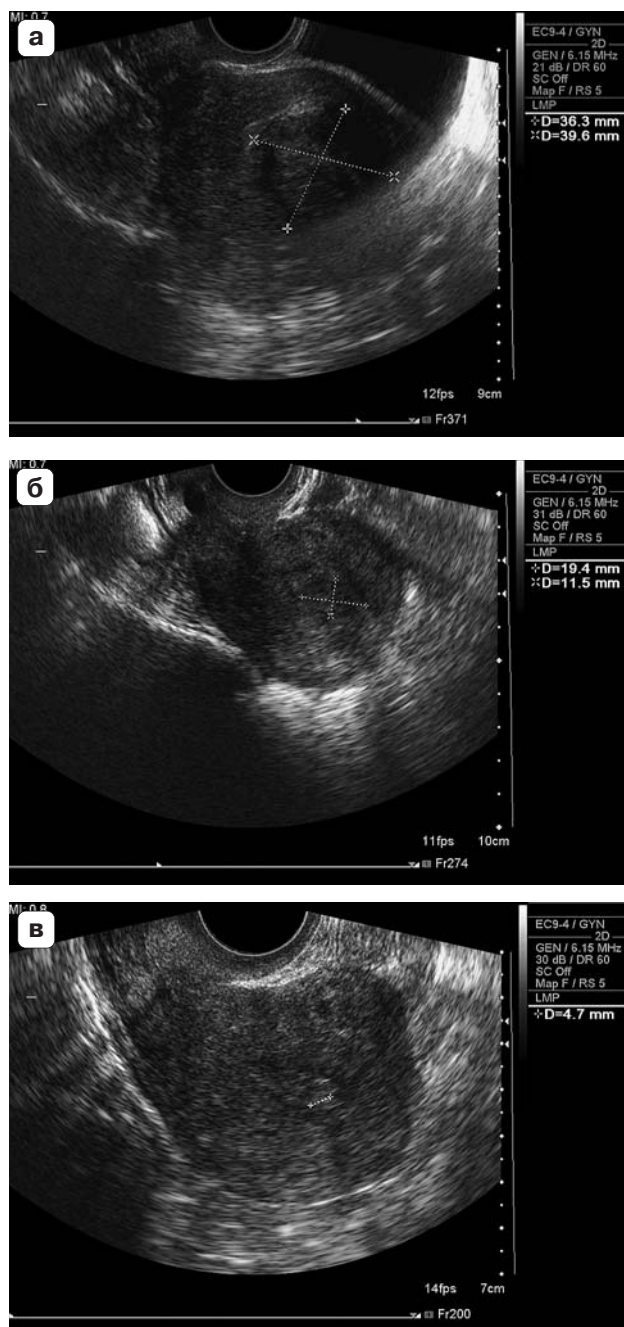 MI: 0.7
а
EC9-4 / GYN
2D
GEN / 6.15 MHz
21 dB / DR 60
SC Off
Map F / RS 5
LMP
D=36.3 mm
D=39.6 mm
12fps 9cm
Fr371
MI: 0.7
б
EC9-4 / GYN
2D
GEN / 6.15 MHz
31 dB / DR 60
SC Off
Map F / RS 5
LMP
D=19.4 mm
D=11.5 mm
11fps 10cm
Fr274
MI: 0.8
в
EC9-4 / GYN
2D
GEN / 6.15 MHz
30 dB / DR 60
SC Off
Map F / RS 5
LMP
D=4.7 mm
14fps 7cm
Fr200